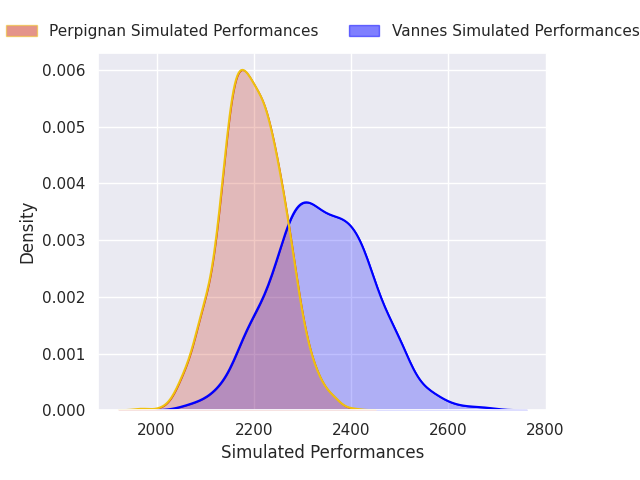 Perpignan Simulated Performances Vannes Simulated Performances
0.006
0.005
0.004
0.003
0.002
0.001
0.000
Density
2000 2200 2400 2600 2800
Simulated Performances